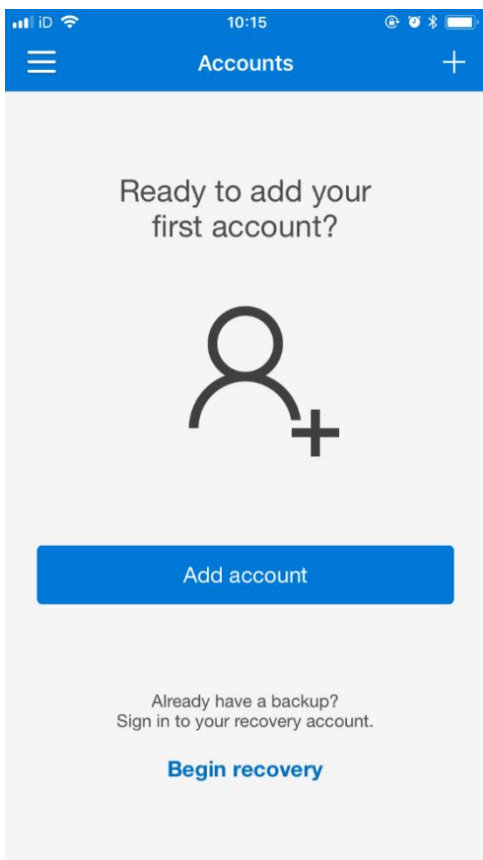 iD 10:15
Accounts
Ready to add your
first account?
Add account
Already have a backup?
Sign in to your recovery account.
Begin recovery